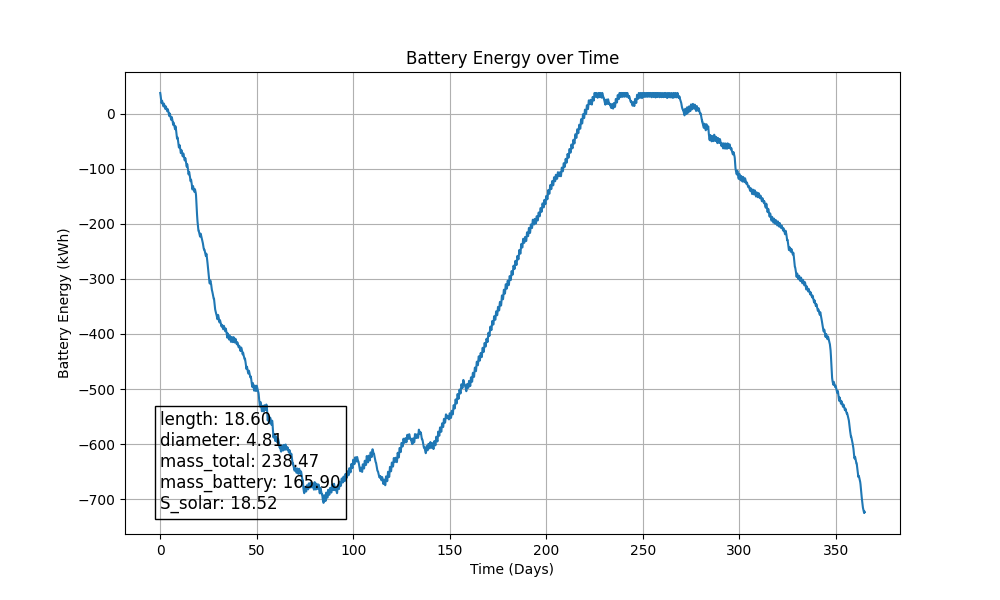 Battery Energy over Time
Battery Energy (kWh)
0
−100
−200
−300
−400
−500
−600
−700
length: 18.60
diameter: 4.81
mass_total: 238.47
mass_battery: 165.90
S_solar: 18.52
0 50 100 150 200 250 300 350
Time (Days)